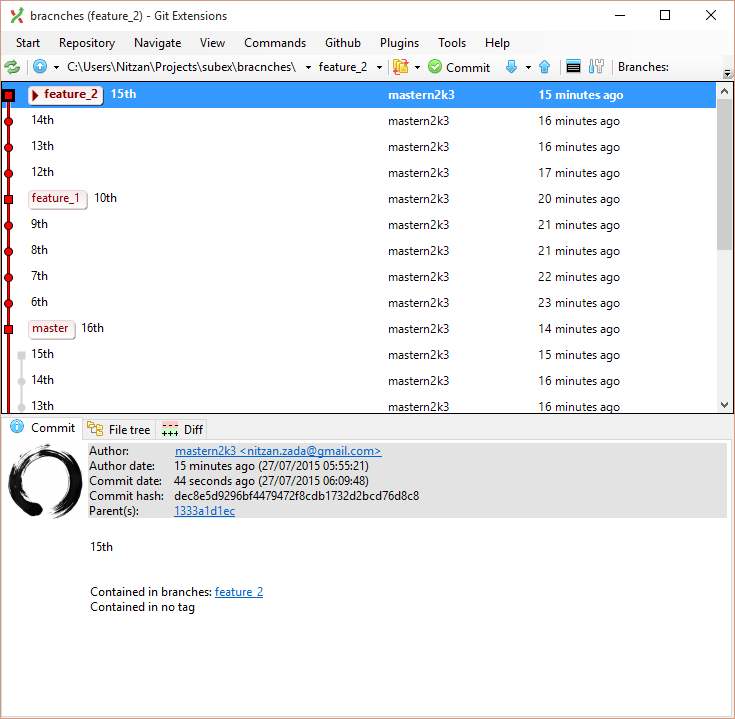 bracnches (feature_2) - Git Extensions
Start Repository Navigate View Commands Github Plugins Tools Help
C:\Users\Nitzan\Projects\subex\bracnhes\ feature_2 Commit Branches:
feature_2 15th mastern2k3 15 minutes ago
14th mastern2k3 16 minutes ago
13th mastern2k3 16 minutes ago
12th mastern2k3 17 minutes ago
feature_1 10th mastern2k3 20 minutes ago
9th mastern2k3 21 minutes ago
8th mastern2k3 21 minutes ago
7th mastern2k3 22 minutes ago
6th mastern2k3 23 minutes ago
master 16th mastern2k3 14 minutes ago
15th mastern2k3 15 minutes ago
14th mastern2k3 16 minutes ago
13th mastern2k3 16 minutes ago
Commit File tree Diff
Author: mastern2k3 <nitzan.zada@gmail.com>
Author date: 15 minutes ago (27/07/2015 05:55:21)
Commit date: 44 seconds ago (27/07/2015 06:09:48)
Commit hash: dec8e5d9296bf4479472f8cdb1732d2bcd76d8c8
Parent(s): 1333a1d1ec
15th
Contained in branches: feature_2
Contained in no tag